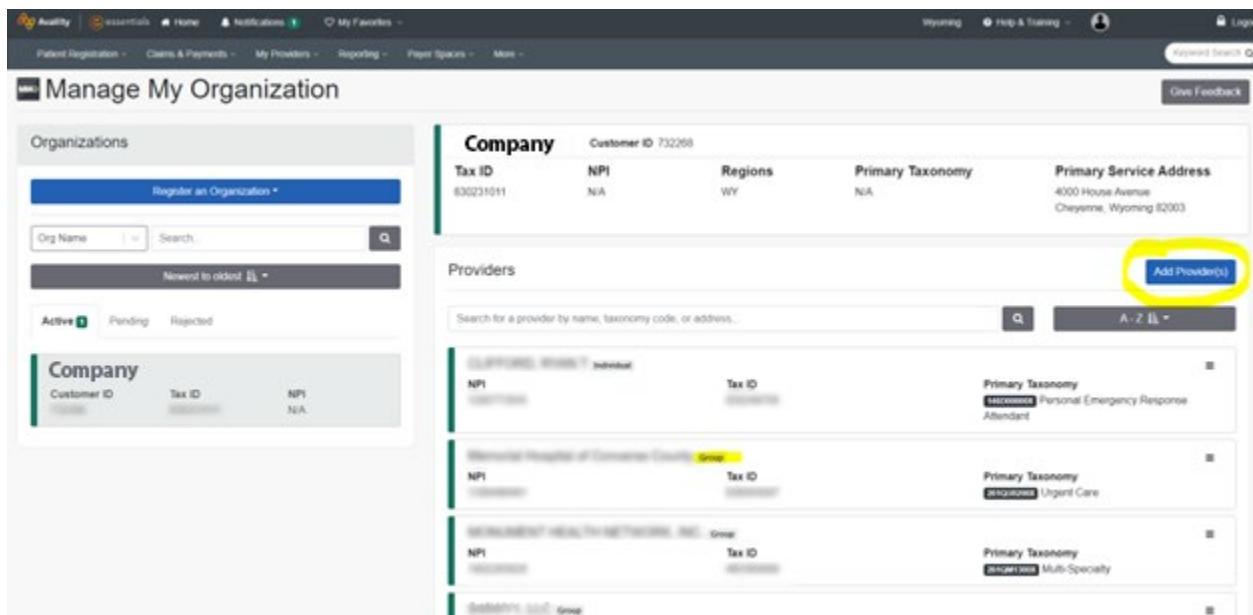 Availity essentials Home Notifications 1 My Favorites Wyoming Help & Training Logo
Patient Registration Claims & Payments My Providers Reporting Payer Spaces More Keyword Search
Manage My Organization Give Feedback
Organizations
Register an Organization
Org Name Search...
Newest to oldest
Active 1 Pending Rejected
Company
Customer ID Tax ID NPI
N/A
Company Customer ID 732268
Tax ID NPI Regions Primary Taxonomy Primary Service Address
830231011 N/A WY N/A 4000 House Avenue
Cheyenne, Wyoming 82003
Providers Add Provider(s)
Search for a provider by name, taxonomy code, or address... A - Z
Individual
NPI Tax ID Primary Taxonomy
Personal Emergency Response
Attendant
Group
NPI Tax ID Primary Taxonomy
Urgent Care
Group
NPI Tax ID Primary Taxonomy
Multi-Specialty
Group